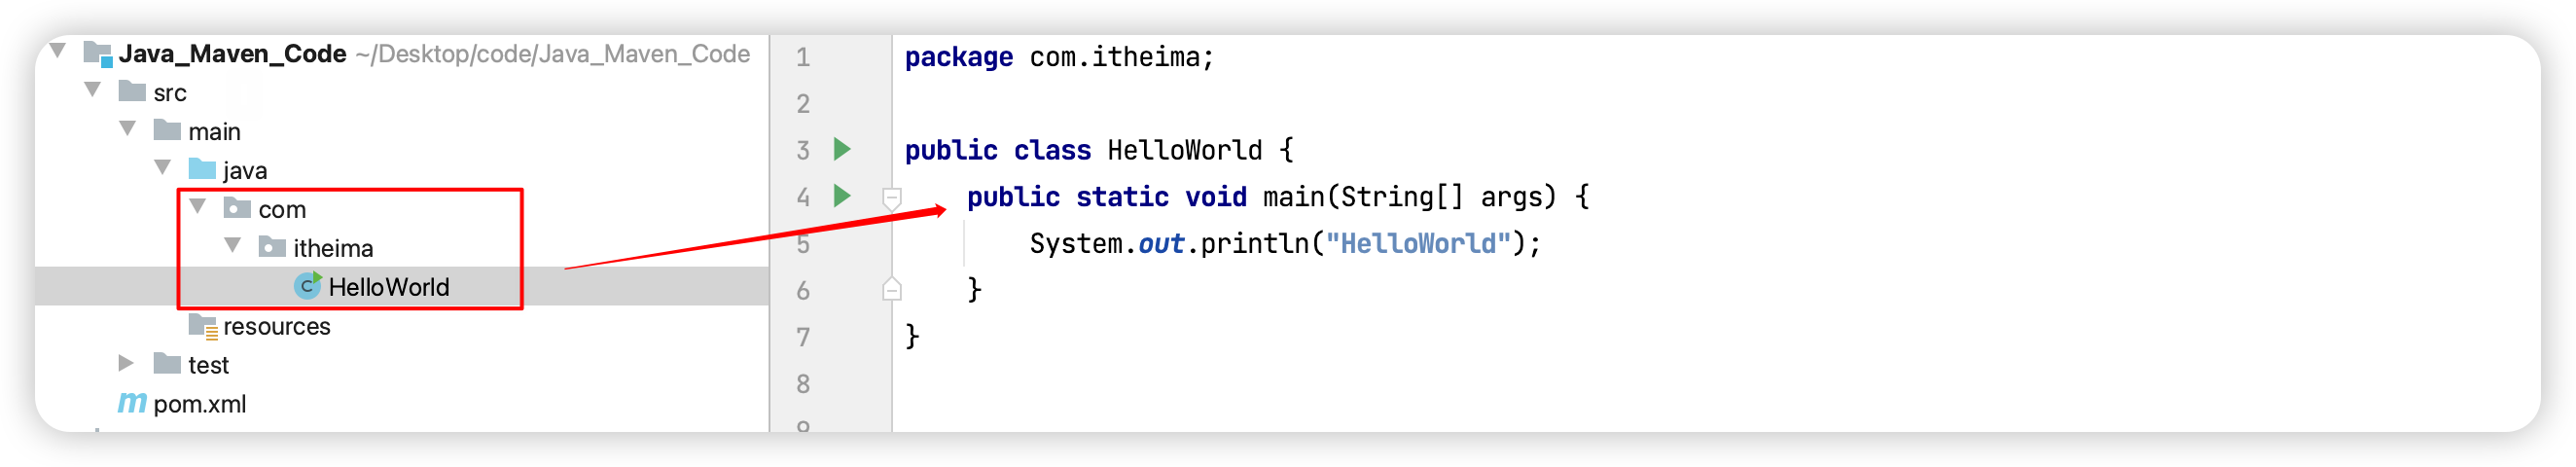 Java_Maven_Code ~/Desktop/code/Java_Maven_Code
src
main
java
com
itheima
HelloWorld
resources
test
pom.xml
1 package com.itheima;
2
3 public class HelloWorld {
4 public static void main(String[] args) {
5 System.out.println("HelloWorld");
6 }
7 }
8
9